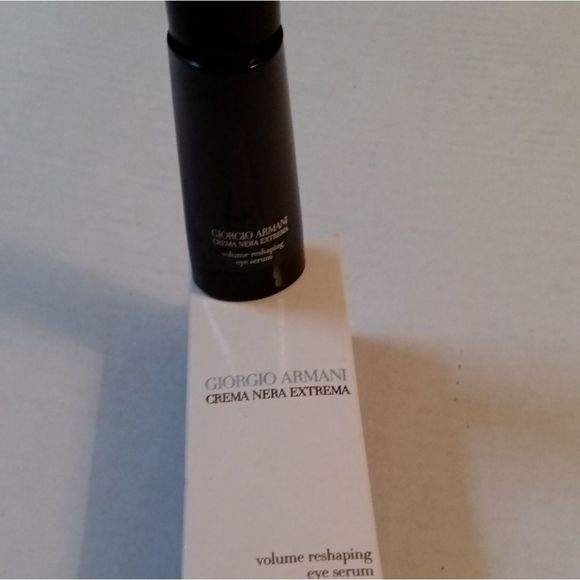 GIORGIO ARMANI
CREMA NERA EXTREMA
volume reshaping
eye serum
GIORGIO ARMANI
CREMA NERA EXTREMA
volume reshaping
eye serum